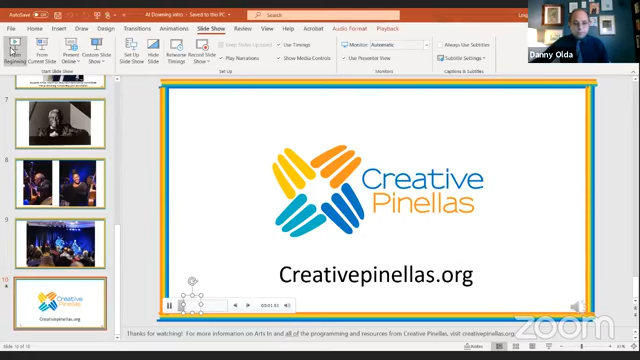 AutoSave
Off
AI Downing intro - Saved to this PC
Search
File
Home
Insert
Draw
Design
Transitions
Animations
Slide Show
Review
View
Recording
Help
Audio Format
Playback
From Beginning
From Current Slide
Present Online
Custom Slide Show
Set Up Slide Show
Hide Slide
Rehearse Timings
Record Slide Show
Keep Slides Updated
Use Timings
Play Narrations
Show Media Controls
Monitor: Automatic
Use Presenter View
Always Use Subtitles
Subtitle Settings
Start Slide Show
Set Up
Monitors
Captions & Subtitles
Danny Olda
7
8
9
10
Creative
Pinellas
Creativepinellas.org
Creative
Pinellas
Creativepinellas.org
00:01.92
Thanks for watching! For more information on Arts In and all of the programming and resources from Creative Pinellas, visit creativepinellas.org
Slide 10 of 10
Notes
61%
zoom